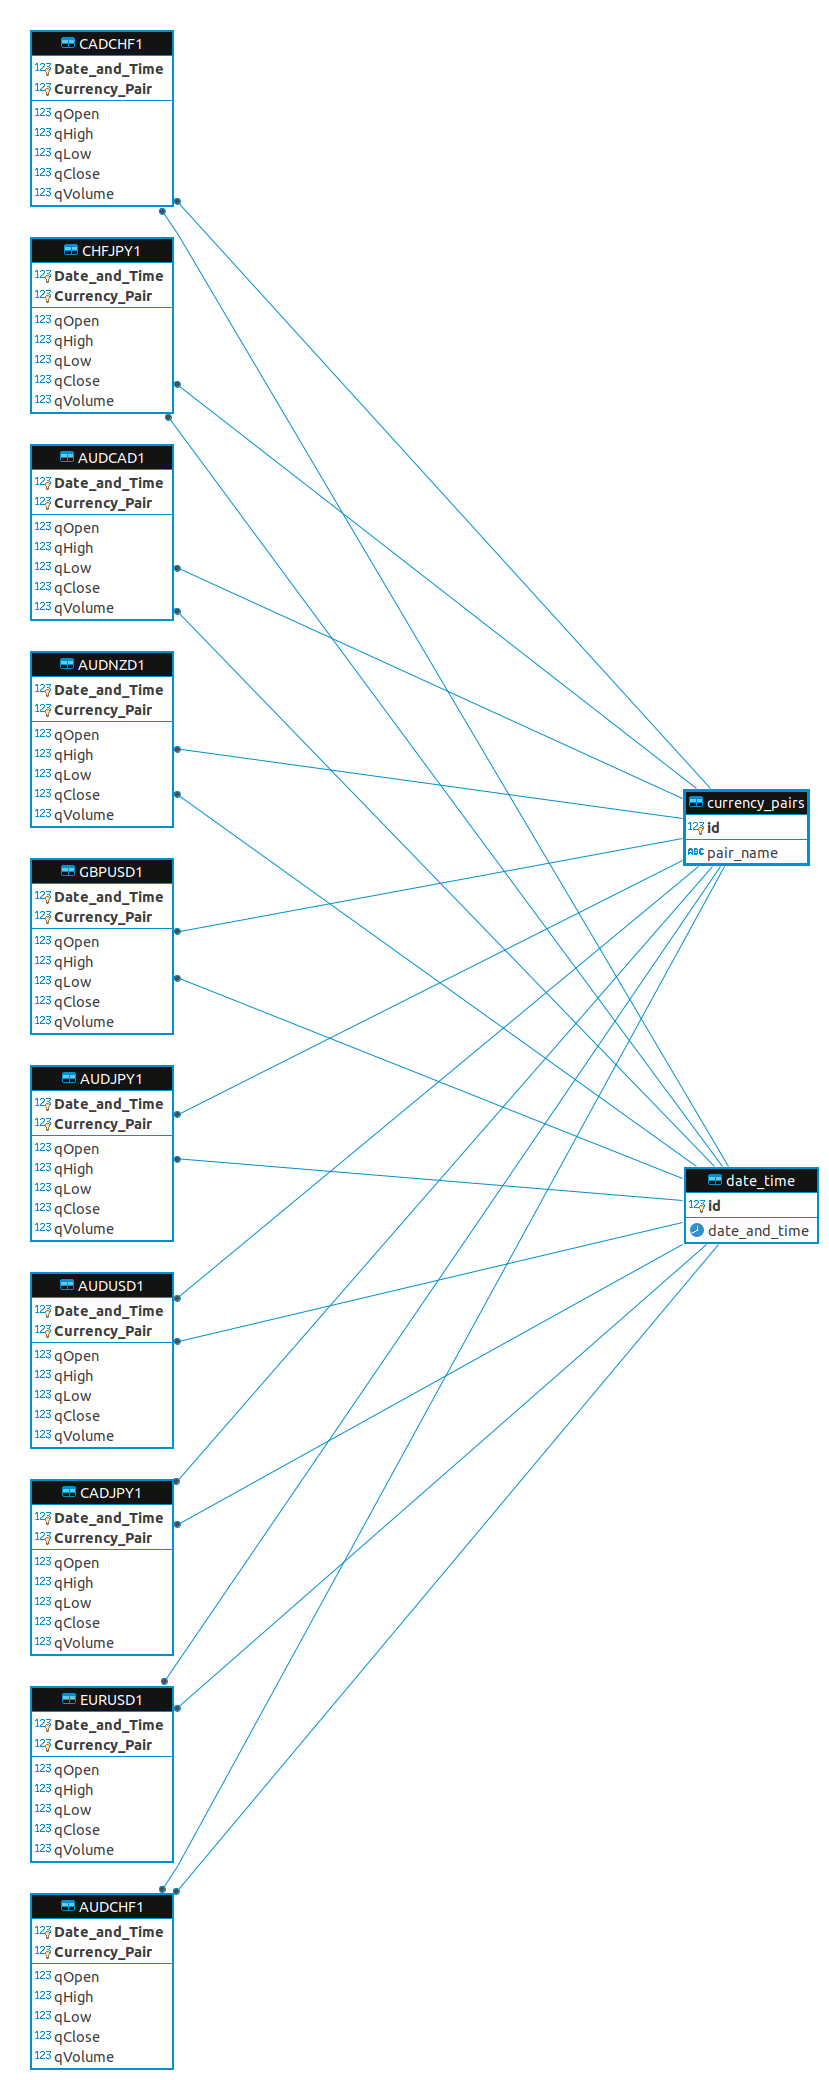 CADCHF1
123 Date_and_Time
123 Currency_Pair
123 qOpen
123 qHigh
123 qLow
123 qClose
123 qVolume
CHFJPY1
123 Date_and_Time
123 Currency_Pair
123 qOpen
123 qHigh
123 qLow
123 qClose
123 qVolume
AUDCAD1
123 Date_and_Time
123 Currency_Pair
123 qOpen
123 qHigh
123 qLow
123 qClose
123 qVolume
AUDNZD1
123 Date_and_Time
123 Currency_Pair
123 qOpen
123 qHigh
123 qLow
123 qClose
123 qVolume
GBPUSD1
123 Date_and_Time
123 Currency_Pair
123 qOpen
123 qHigh
123 qLow
123 qClose
123 qVolume
AUDJPY1
123 Date_and_Time
123 Currency_Pair
123 qOpen
123 qHigh
123 qLow
123 qClose
123 qVolume
AUDUSD1
123 Date_and_Time
123 Currency_Pair
123 qOpen
123 qHigh
123 qLow
123 qClose
123 qVolume
CADJPY1
123 Date_and_Time
123 Currency_Pair
123 qOpen
123 qHigh
123 qLow
123 qClose
123 qVolume
EURUSD1
123 Date_and_Time
123 Currency_Pair
123 qOpen
123 qHigh
123 qLow
123 qClose
123 qVolume
AUDCHF1
123 Date_and_Time
123 Currency_Pair
123 qOpen
123 qHigh
123 qLow
123 qClose
123 qVolume
currency_pairs
123 id
ABC pair_name
date_time
123 id
date_and_time